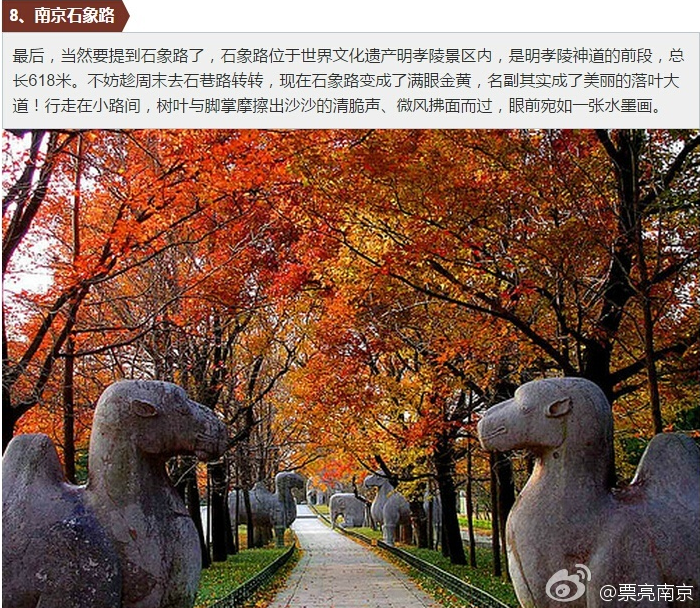 8、南京石象路
最后，当然要提到石象路了，石象路位于世界文化遗产明孝陵景区内，是明孝陵神道的前段，总
长618米。不妨趁周末去石巷路转转，现在石象路变成了满眼金黄，名副其实成了美丽的落叶大
道！行走在小路间，树叶与脚掌摩擦出沙沙的清脆声、微风拂面而过，眼前宛如一张水墨画。
@票亮南京